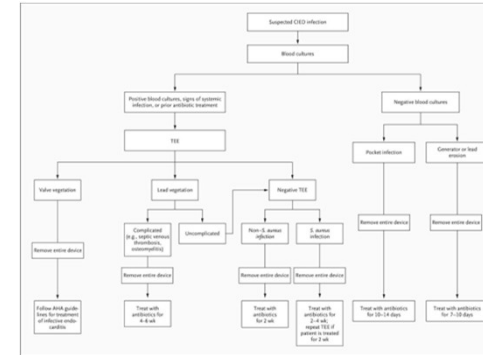 Suspected CIED infection
Blood cultures
Positive blood cultures, signs of systemic
infection, or prior antibiotic treatment
Negative blood cultures
TEE
Pocket infection
Generator or lead
erosion
Valve vegetation
Lead vegetation
Negative TEE
Complicated
(e.g., septic venous
thrombosis,
osteomyelitis)
Uncomplicated
Non–S. aureus
infection
S. aureus
infection
Remove entire device
Remove entire device
Remove entire device
Remove entire device
Remove entire device
Remove entire device
Follow AHA guide-
lines for treatment
of infective endo-
carditis
Treat with
antibiotics for
4–6 wk
Treat with
antibiotics
for 2 wk
Treat with
antibiotics for
2–4 wk;
repeat TEE if
patient is treated
for 2 wk
Treat with antibiotics
for 10–14 days
Treat with antibiotics
for 7–10 days